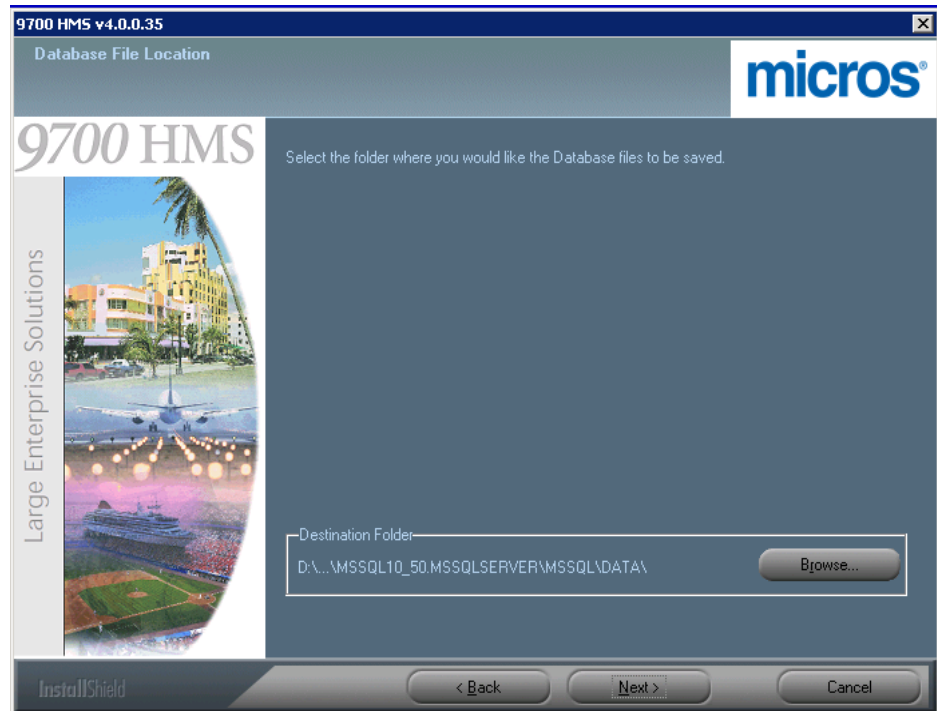 9700 HMS v4.0.0.35
Database File Location
micros®
9700 HMS
Large Enterprise Solutions
Select the folder where you would like the Database files to be saved.
Destination Folder
D:\...\MSSQL10_50.MSSQLSERVER\MSSQL\DATA\
Browse...
InstallShield
< Back
Next >
Cancel